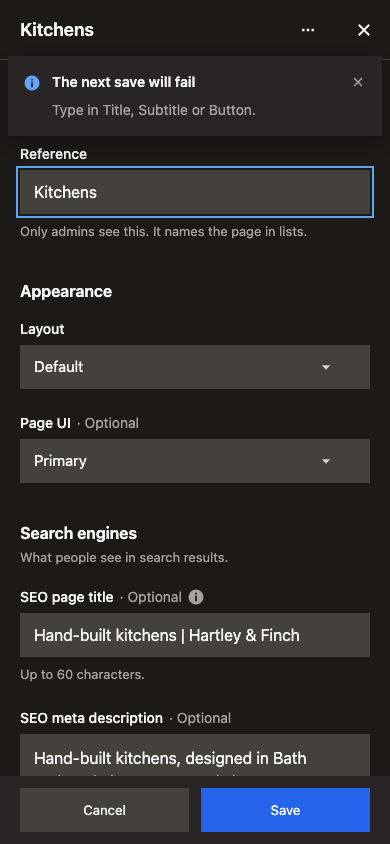 Kitchens
The next save will fail
Type in Title, Subtitle or Button.
Reference
Kitchens
Only admins see this. It names the page in lists.
Appearance
Layout
Default
Page UI · Optional
Primary
Search engines
What people see in search results.
SEO page title · Optional
Hand-built kitchens | Hartley & Finch
Up to 60 characters.
SEO meta description · Optional
Hand-built kitchens, designed in Bath
Cancel
Save